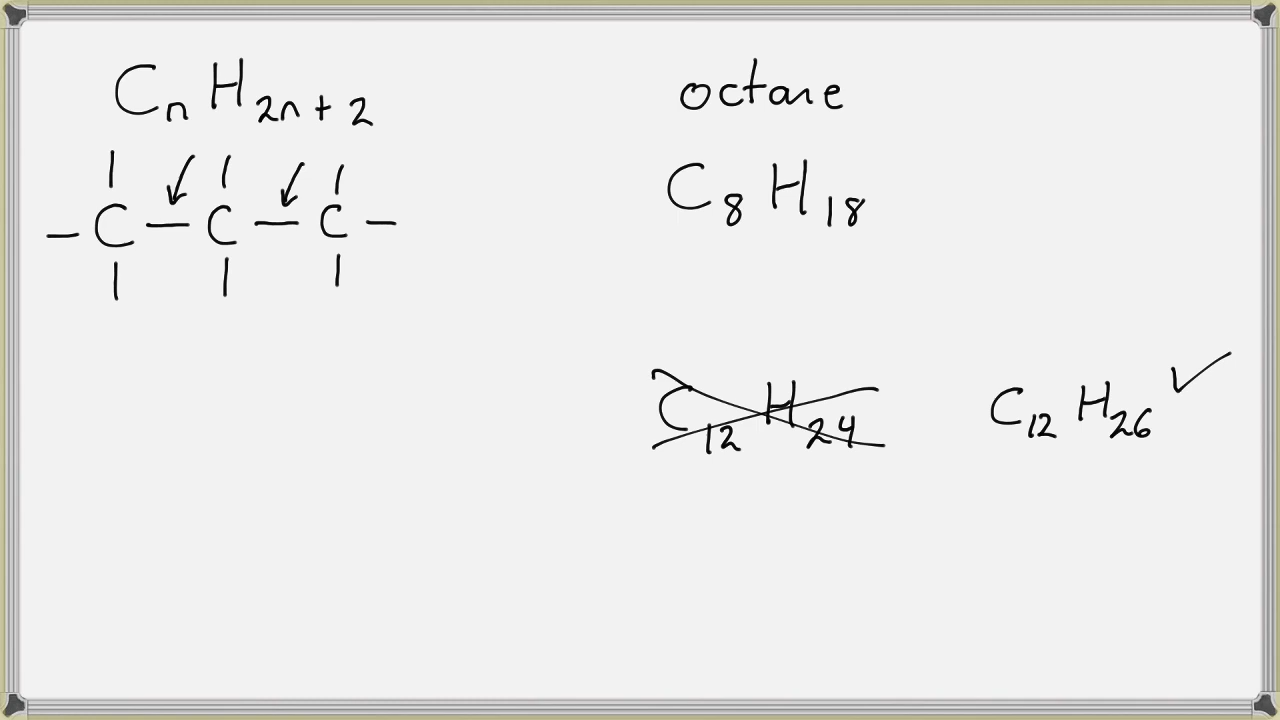 CnH2n+2
C – C – C
octane
C8H18
C12H24
C12H26 ✓